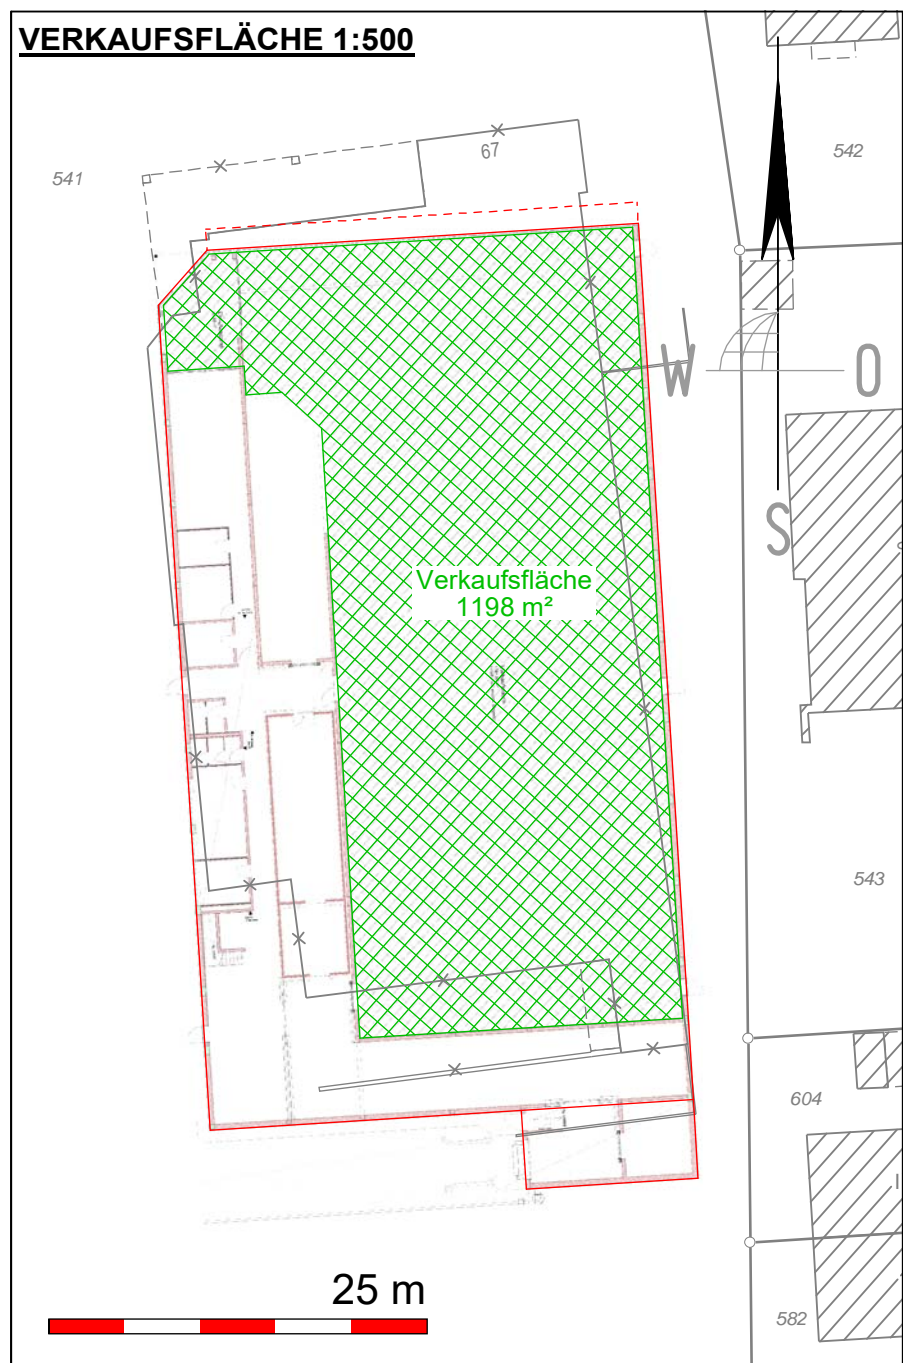 VERKAUFSFLÄCHE 1:500
541
67
542
W
O
S
Verkaufsfläche
1198 m²
543
604
582
25 m